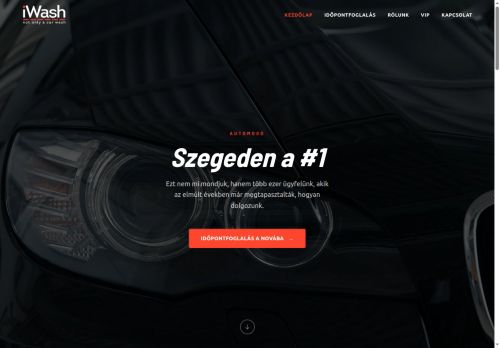 iWash
not only a car wash
KEZDŐLAP
IDŐPONTFOGLALÁS
RÓLUNK
VIP
KAPCSOLAT
AUTOMOSÓ
Szegeden a #1
Ezt nem mi mondjuk, hanem több ezer ügyfelünk, akik
az elmúlt években már megtapasztalták, hogyan
dolgozunk.
IDŐPONTFOGLALÁS A NOVÁBA →